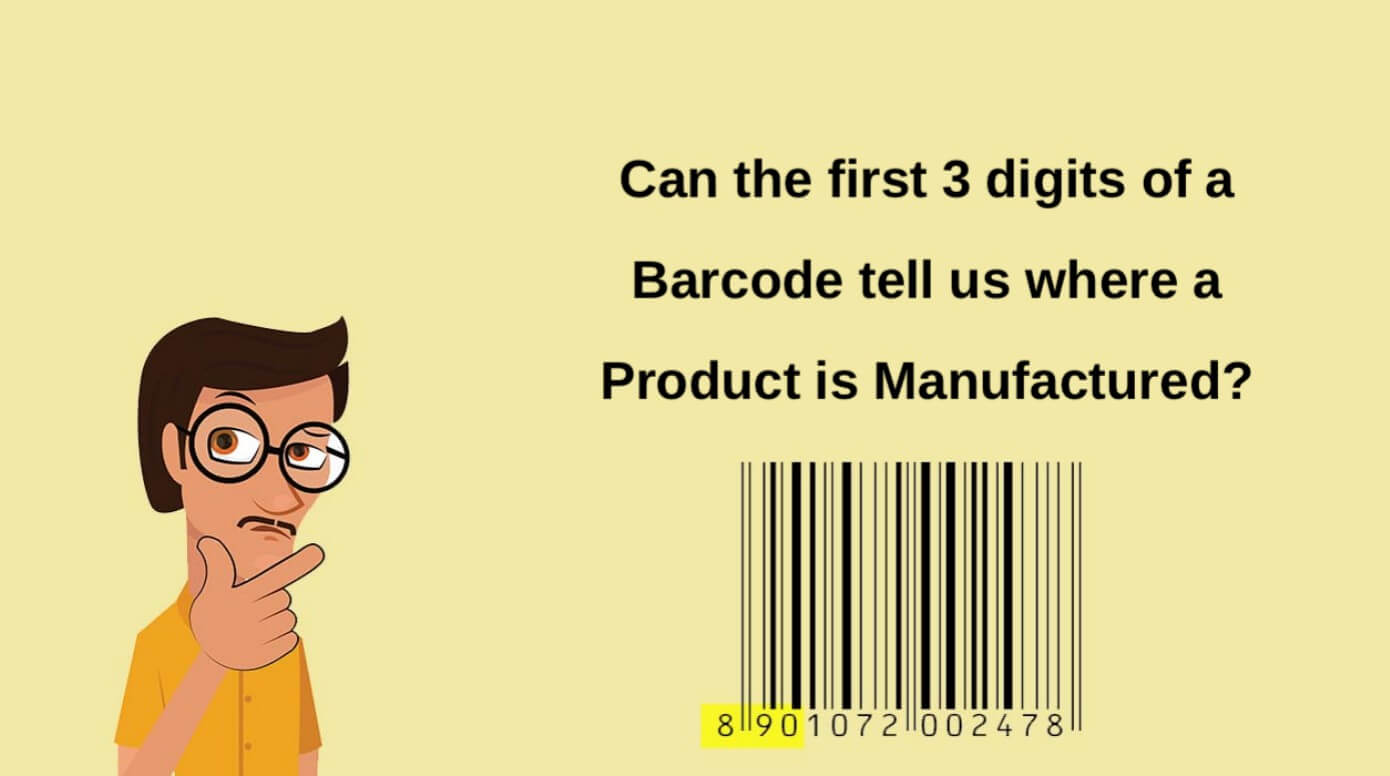 Can the first 3 digits of a
Barcode tell us where a
Product is Manufactured?
8 901072 002478